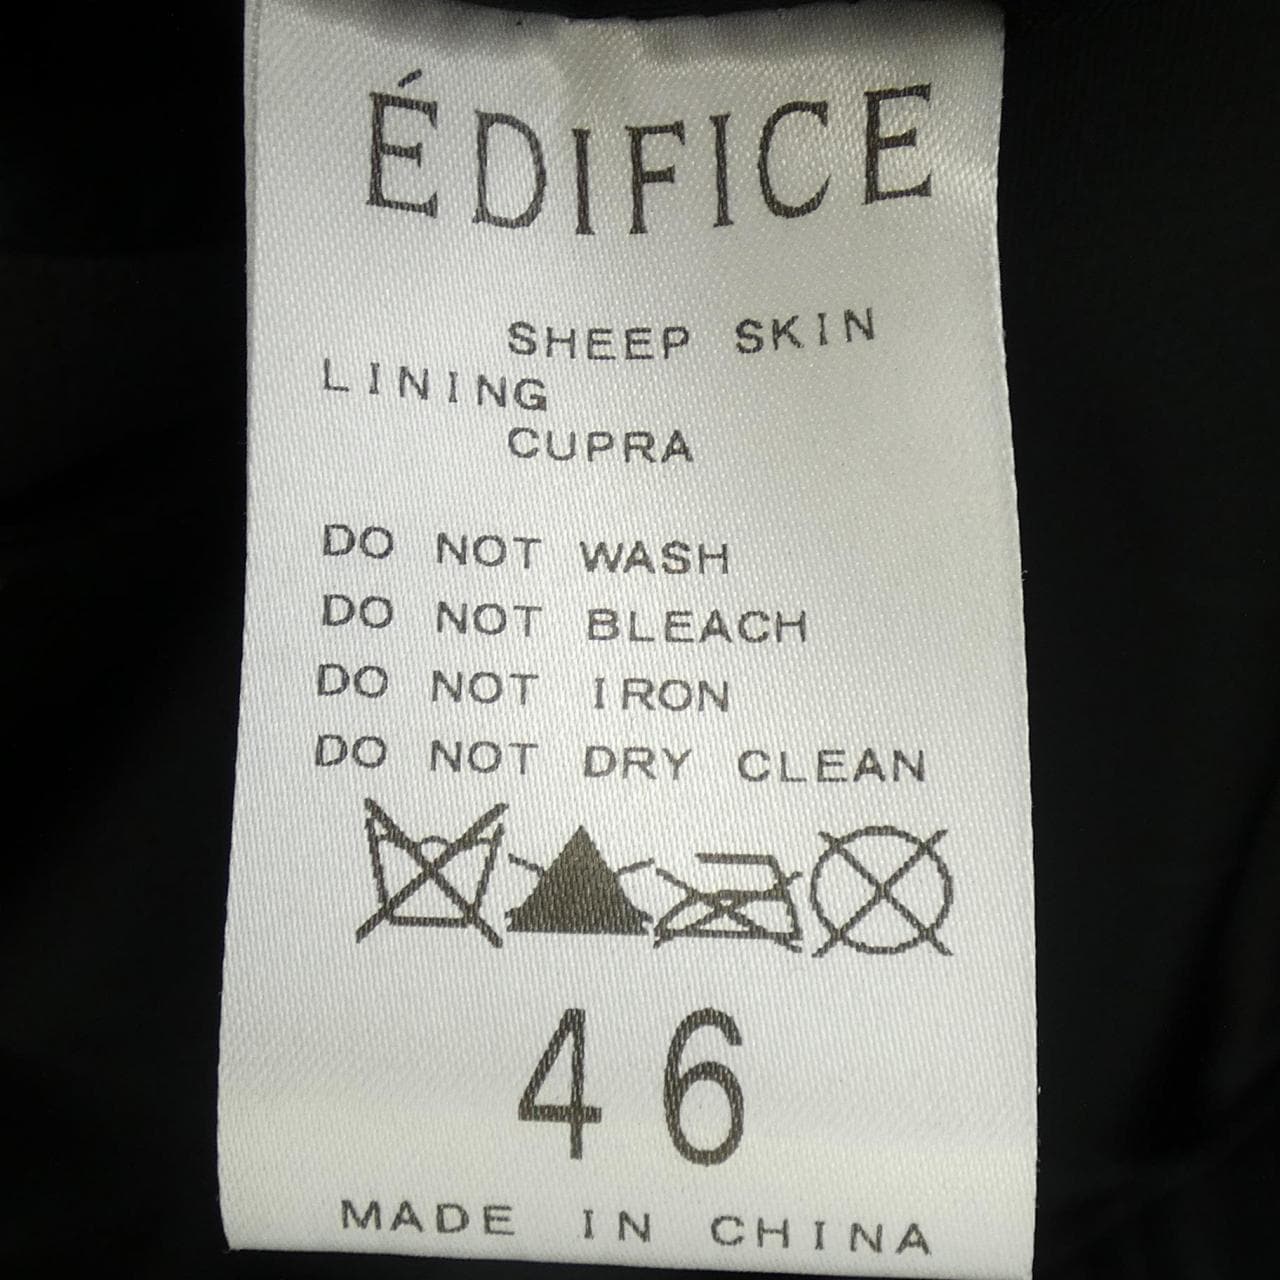 ÉDIFICE
SHEEP SKIN
LINING
CUPRA
DO NOT WASH
DO NOT BLEACH
DO NOT IRON
DO NOT DRY CLEAN
46
MADE IN CHINA